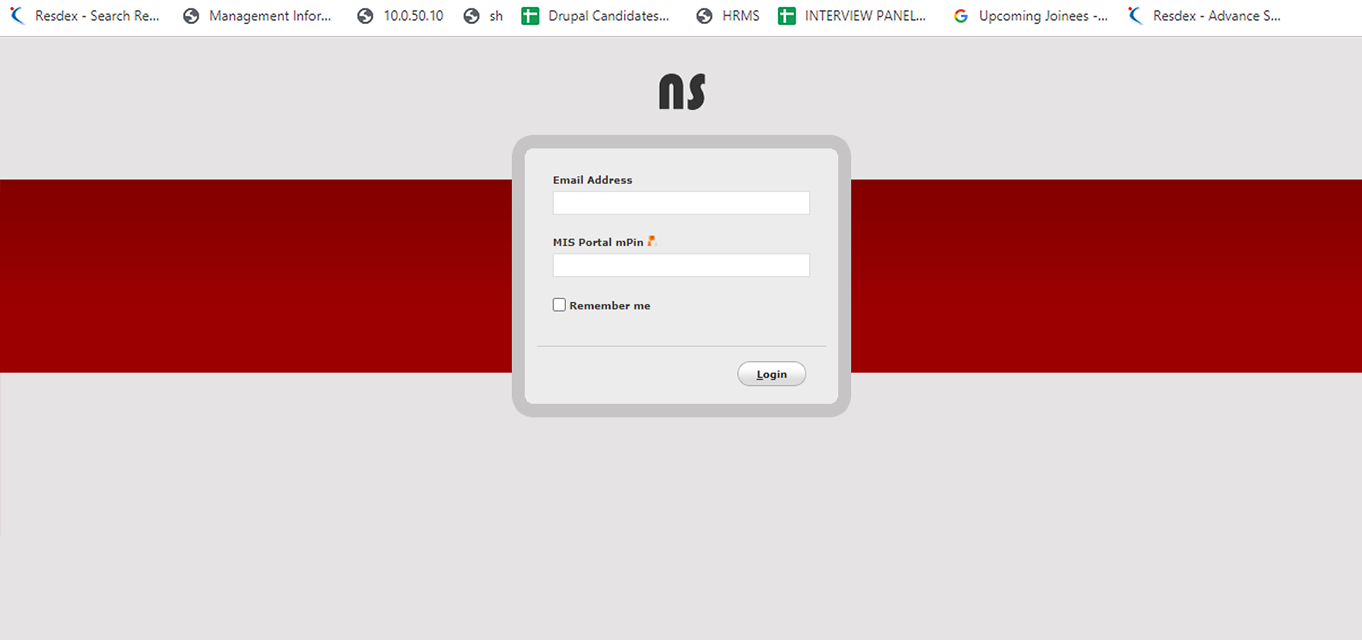 Resdex - Search Re... Management Infor... 10.0.50.10 sh Drupal Candidates... HRMS INTERVIEW PANEL... Upcoming Joinees -... Resdex - Advance S...
ns
Email Address
MIS Portal mPin
Remember me
Login